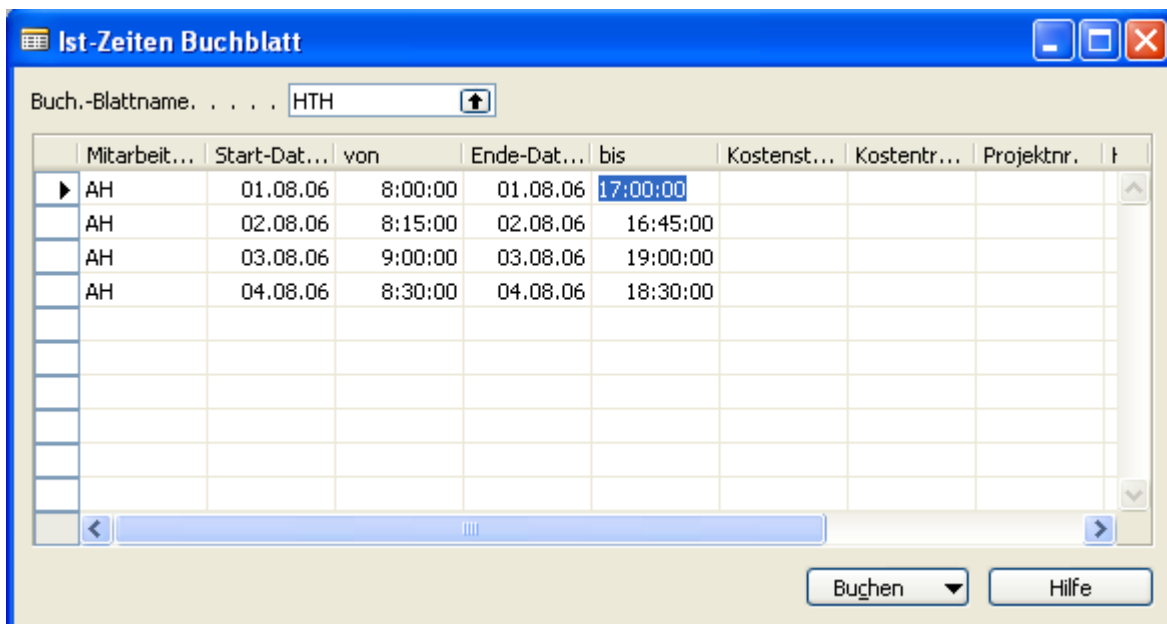 Ist-Zeiten Buchblatt
Buch.-Blattname. . . . . HTH
Mitarbeit... Start-Dat... von Ende-Dat... bis Kostenst... Kostentr... Projektnr.
AH 01.08.06 8:00:00 01.08.06 17:00:00
AH 02.08.06 8:15:00 02.08.06 16:45:00
AH 03.08.06 9:00:00 03.08.06 19:00:00
AH 04.08.06 8:30:00 04.08.06 18:30:00
Buchen Hilfe